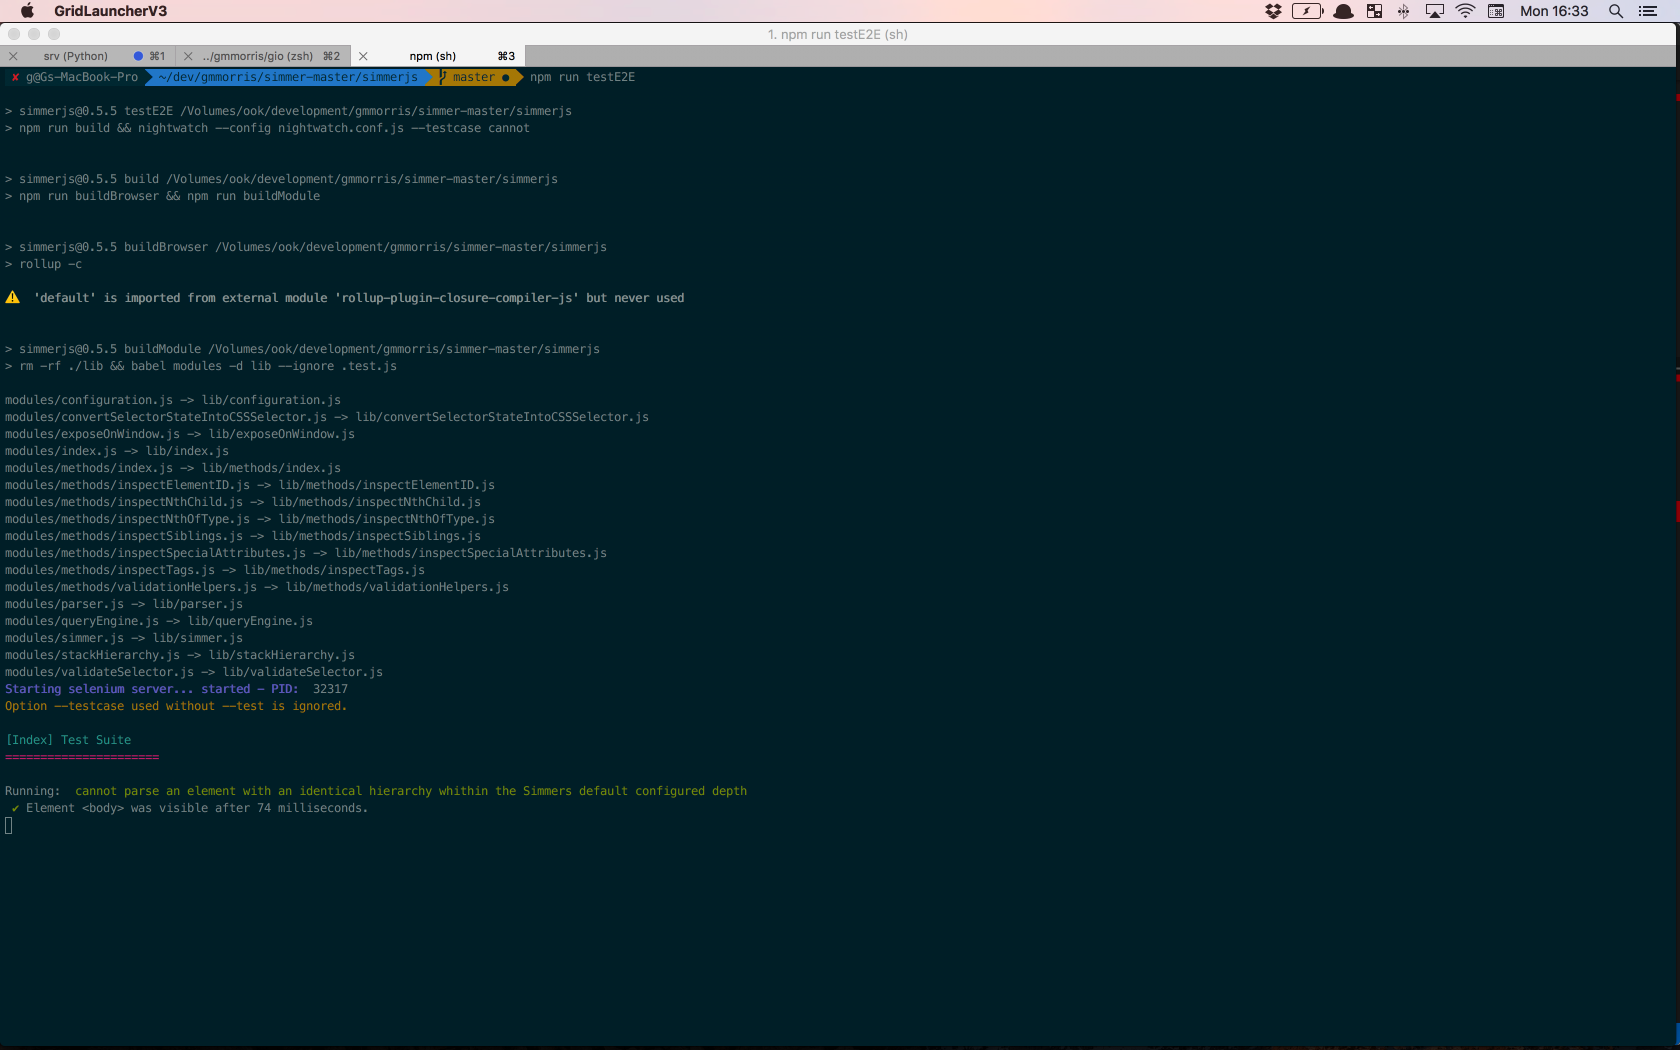 GridLauncherV3 Mon 16:33
1. npm run testE2E (sh)
srv (Python) ⌘1 ../gmmorris/gio (zsh) ⌘2 npm (sh) ⌘3
✘ g@Gs-MacBook-Pro ~/dev/gmmorris/simmer-master/simmerjs master ● npm run testE2E
> simmerjs@0.5.5 testE2E /Volumes/ook/development/gmmorris/simmer-master/simmerjs
> npm run build && nightwatch --config nightwatch.conf.js --testcase cannot
> simmerjs@0.5.5 build /Volumes/ook/development/gmmorris/simmer-master/simmerjs
> npm run buildBrowser && npm run buildModule
> simmerjs@0.5.5 buildBrowser /Volumes/ook/development/gmmorris/simmer-master/simmerjs
> rollup -c
⚠ 'default' is imported from external module 'rollup-plugin-closure-compiler-js' but never used
> simmerjs@0.5.5 buildModule /Volumes/ook/development/gmmorris/simmer-master/simmerjs
> rm -rf ./lib && babel modules -d lib --ignore .test.js
modules/configuration.js -> lib/configuration.js
modules/convertSelectorStateIntoCSSSelector.js -> lib/convertSelectorStateIntoCSSSelector.js
modules/exposeOnWindow.js -> lib/exposeOnWindow.js
modules/index.js -> lib/index.js
modules/methods/index.js -> lib/methods/index.js
modules/methods/inspectElementID.js -> lib/methods/inspectElementID.js
modules/methods/inspectNthChild.js -> lib/methods/inspectNthChild.js
modules/methods/inspectNthOfType.js -> lib/methods/inspectNthOfType.js
modules/methods/inspectSiblings.js -> lib/methods/inspectSiblings.js
modules/methods/inspectSpecialAttributes.js -> lib/methods/inspectSpecialAttributes.js
modules/methods/inspectTags.js -> lib/methods/inspectTags.js
modules/methods/validationHelpers.js -> lib/methods/validationHelpers.js
modules/parser.js -> lib/parser.js
modules/queryEngine.js -> lib/queryEngine.js
modules/simmer.js -> lib/simmer.js
modules/stackHierarchy.js -> lib/stackHierarchy.js
modules/validateSelector.js -> lib/validateSelector.js
Starting selenium server... started - PID:  32317
Option --testcase used without --test is ignored.
[Index] Test Suite
======================
Running:  cannot parse an element with an identical hierarchy whithin the Simmers default configured depth
✔ Element <body> was visible after 74 milliseconds.